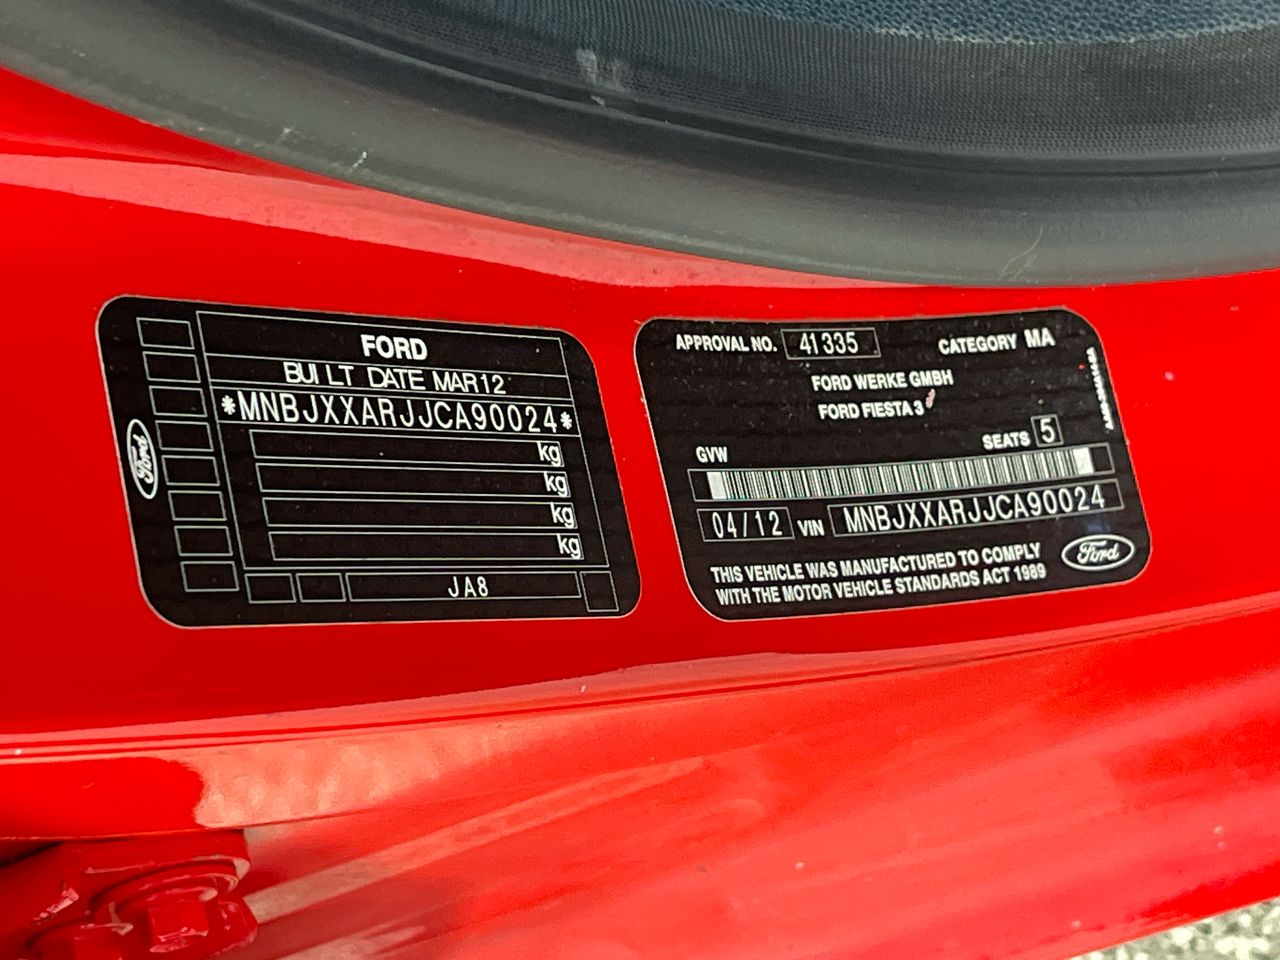 FORD
BUILT DATE MAR12
*MNBJXXARJJCA90024*
kg
kg
kg
kg
JA8
Ford
APPROVAL NO. 41335 CATEGORY MA
FORD WERKE GMBH
FORD FIESTA 3
GVW SEATS 5
04/12 VIN MNBJXXARJJCA90024
THIS VEHICLE WAS MANUFACTURED TO COMPLY
WITH THE MOTOR VEHICLE STANDARDS ACT 1989
Ford